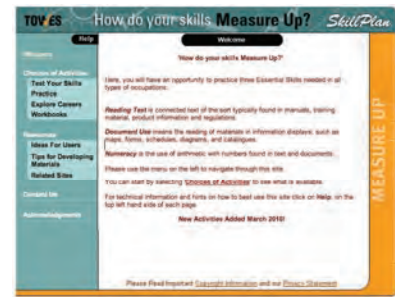 TOWES How do your skills Measure Up? SkillPlan
Help
Welcome
Welcome
'How do your skills Measure Up?'
Choices of Activities
Test Your Skills
Practice
Explore Careers
Workbooks
Resources
Ideas For Users
Tips for Developing
Materials
Related Sites
Contact Us
Acknowledgments
Here, you will have an opportunity to practice three Essential Skills needed in all
types of occupations.
Reading Text is connected text of the sort typically found in manuals, training
material, product information and regulations.
Document Use means the reading of materials in information displays, such as
maps, forms, schedules, diagrams, and catalogues.
Numeracy is the use of arithmetic with numbers found in text and documents.
Please use the menu on the left to navigate through this site.
You can start by selecting Choices of Activities to see what is available.
For technical information and hints on how to best use this site click on Help, on the
top left hand side of each page.
New Activities Added March 2010!
Please Read Important Copyright Information and our Privacy Statement
MEASURE UP